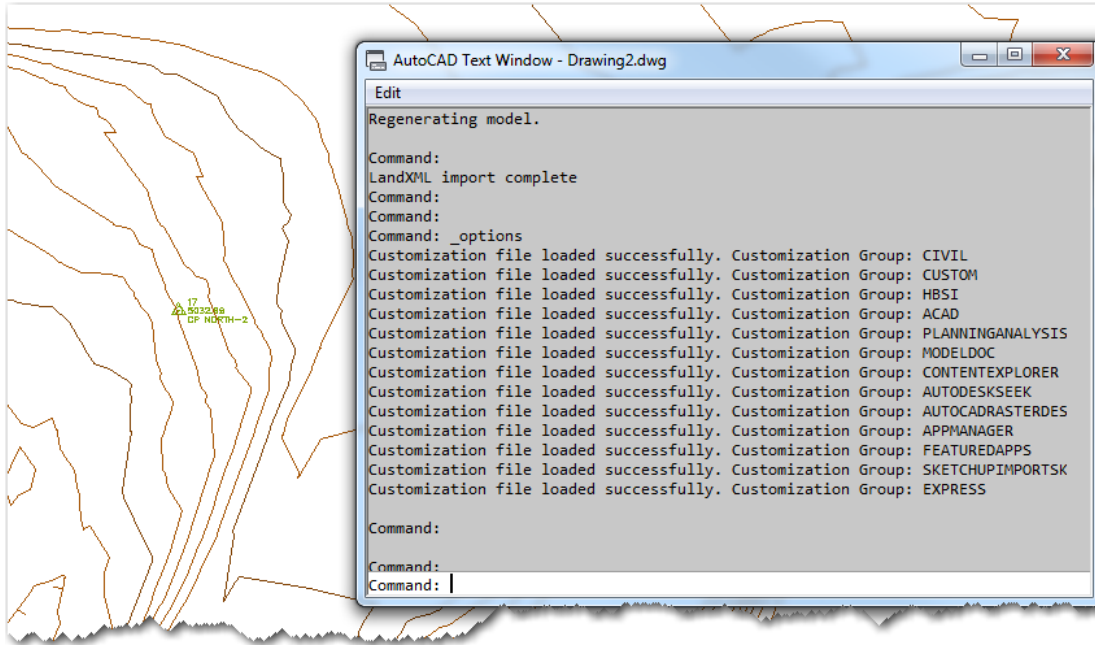 AutoCAD Text Window - Drawing2.dwg
Edit
Regenerating model.
Command:
LandXML import complete
Command:
Command:
Command: _options
Customization file loaded successfully. Customization Group: CIVIL
Customization file loaded successfully. Customization Group: CUSTOM
Customization file loaded successfully. Customization Group: HBSI
Customization file loaded successfully. Customization Group: ACAD
Customization file loaded successfully. Customization Group: PLANNINGANALYSIS
Customization file loaded successfully. Customization Group: MODELDOC
Customization file loaded successfully. Customization Group: CONTENTEXPLORER
Customization file loaded successfully. Customization Group: AUTODESKSEEK
Customization file loaded successfully. Customization Group: AUTOCADRASTERDES
Customization file loaded successfully. Customization Group: APPMANAGER
Customization file loaded successfully. Customization Group: FEATUREDAPPS
Customization file loaded successfully. Customization Group: SKETCHUPIMPORTSK
Customization file loaded successfully. Customization Group: EXPRESS
Command:
Command:
Command:
17
CP NORTH-2